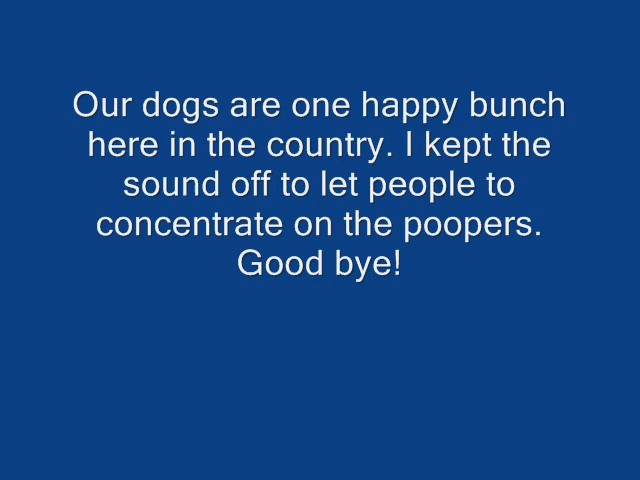 Our dogs are one happy bunch
here in the country. I kept the
sound off to let people to
concentrate on the poopers.
Good bye!